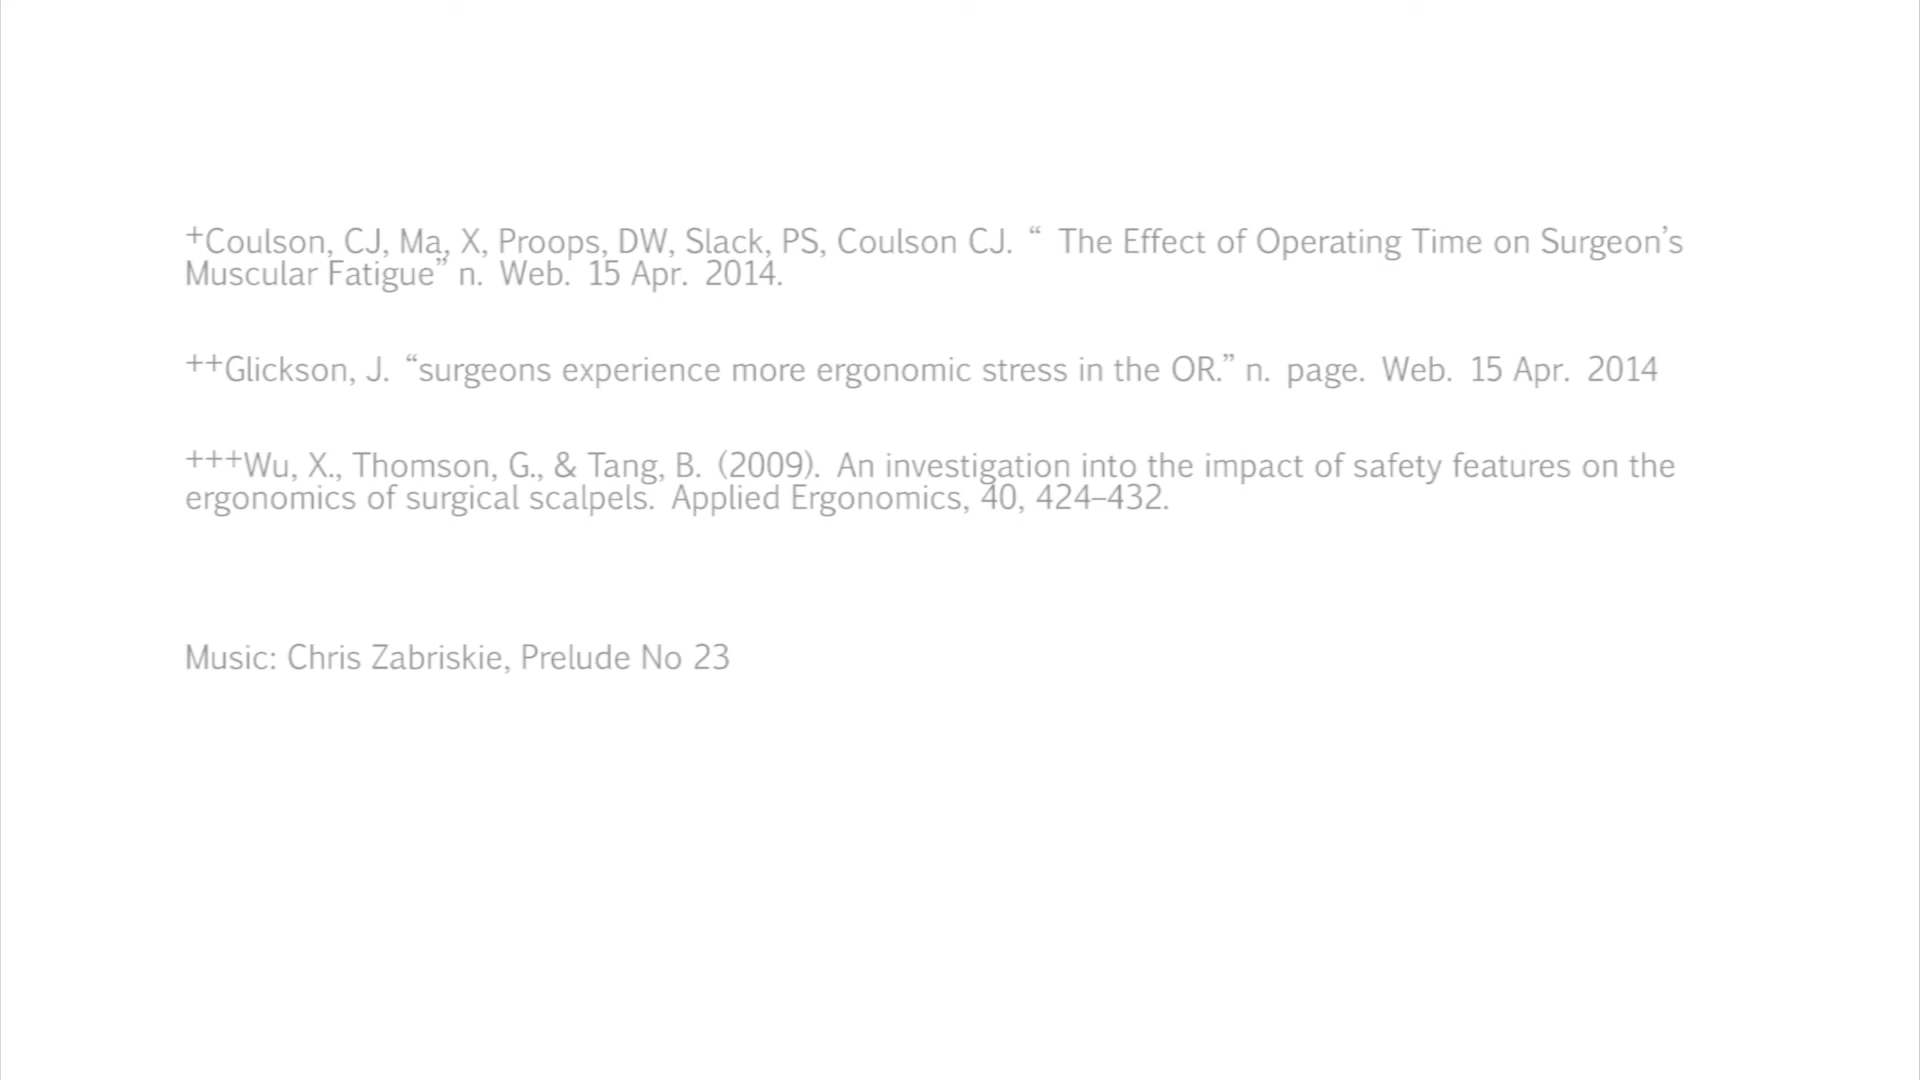 +Coulson, CJ, Ma, X, Proops, DW, Slack, PS, Coulson CJ. “ The Effect of Operating Time on Surgeon’s
Muscular Fatigue” n. Web. 15 Apr. 2014.
++Glickson, J. “surgeons experience more ergonomic stress in the OR.” n. page. Web. 15 Apr. 2014
+++Wu, X., Thomson, G., & Tang, B. (2009). An investigation into the impact of safety features on the
ergonomics of surgical scalpels. Applied Ergonomics, 40, 424–432.
Music: Chris Zabriskie, Prelude No 23